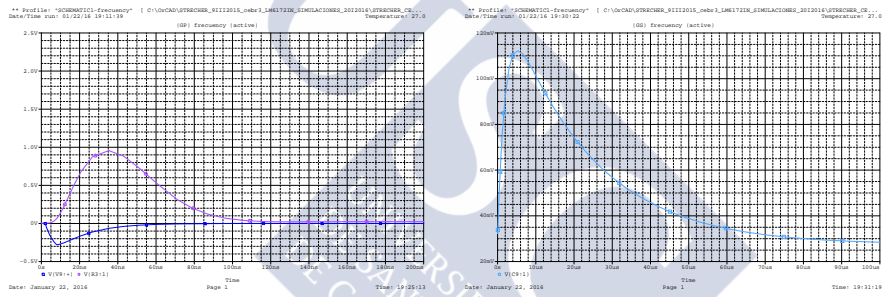 ** Profile: "SCHEMATIC1-frecuency" [ C:\OrCAD\STRECHER_9III2015_cebr3_LM6172IN_SIMULACIONES_20I2016\STRECHER_CE...
Date/Time run: 01/22/16 19:11:39 Temperature: 27.0
(GP) frecuency (active)
2.5V
2.0V
1.5V
1.0V
0.5V
0V
-0.5V
0s 20ns 40ns 60ns 80ns 100ns 120ns 140ns 160ns 180ns 200ns
V(V9:+) V(R3:1)
Time
Date: January 22, 2016 Page 1 Time: 19:25:13
** Profile: "SCHEMATIC1-frecuency" [ C:\OrCAD\STRECHER_9III2015_cebr3_LM6172IN_SIMULACIONES_20I2016\STRECHER_CE...
Date/Time run: 01/22/16 19:30:22 Temperature: 27.0
(GS) frecuency (active)
120mV
100mV
80mV
60mV
40mV
20mV
0s 10us 20us 30us 40us 50us 60us 70us 80us 90us 100us
V(C9:1)
Time
Date: January 22, 2016 Page 1 Time: 19:31:19